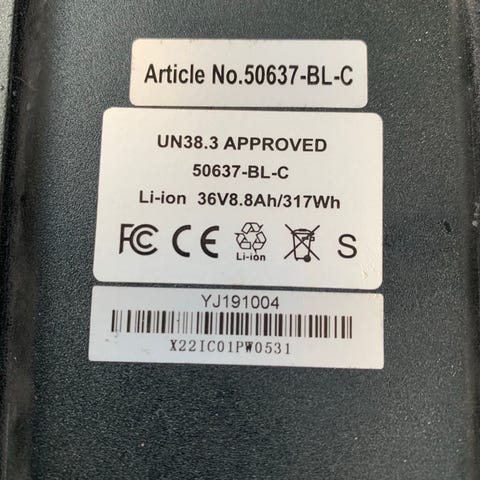 Article No.50637-BL-C
UN38.3 APPROVED
50637-BL-C
Li-ion 36V8.8Ah/317Wh
FC CE Li-ion S
YJ191004
X22IC01PW0531